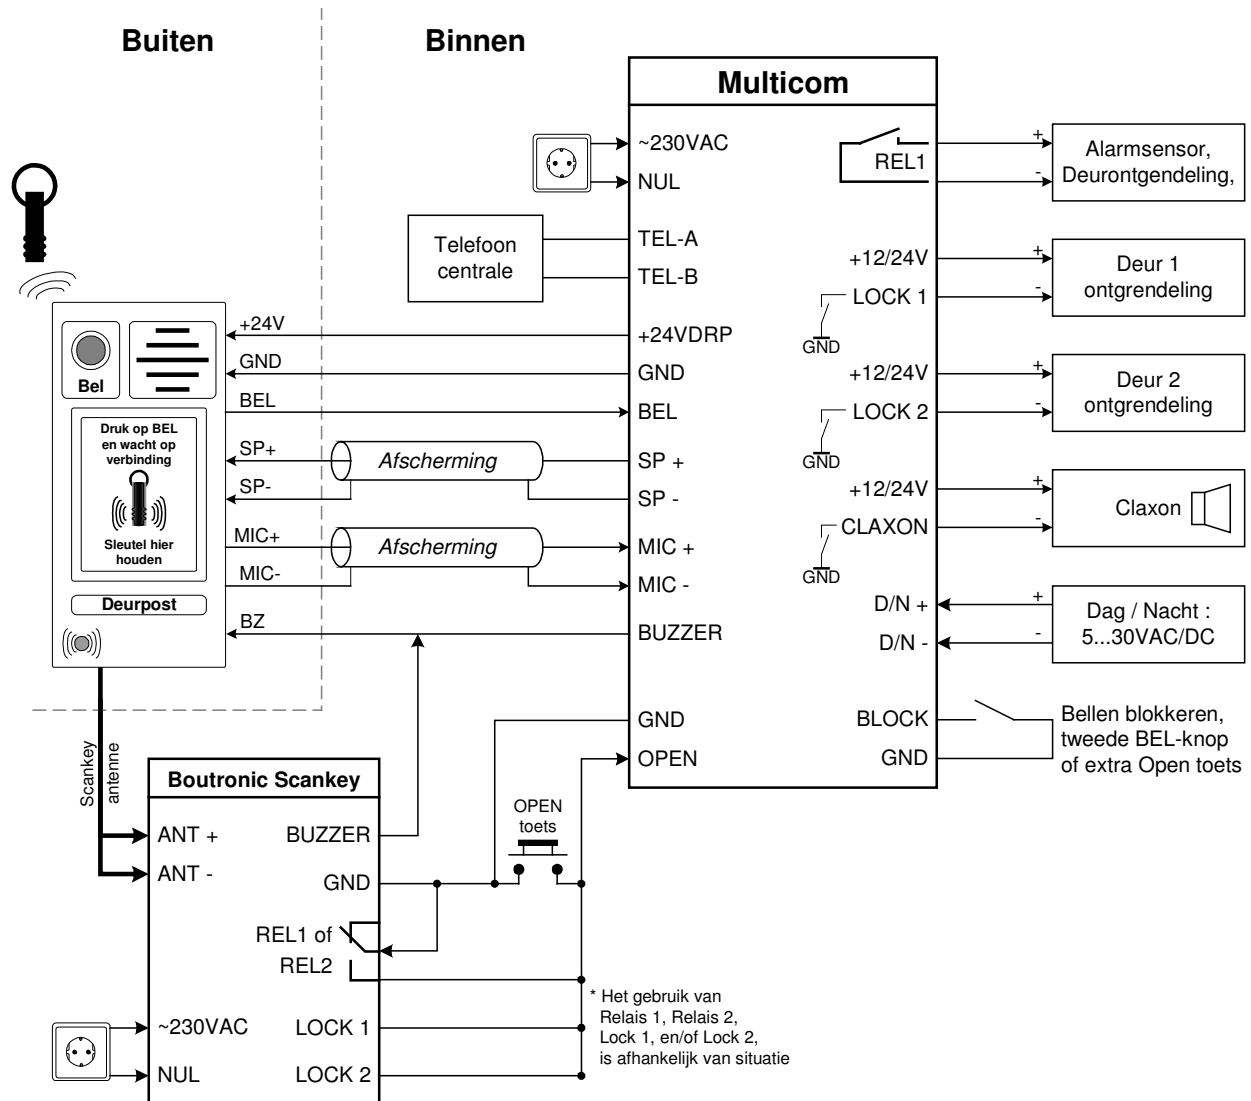 Buiten
Binnen
Multicom
~230VAC
NUL
TEL-A
TEL-B
+24VDRP
GND
BEL
SP +
SP -
MIC +
MIC -
BUZZER
GND
OPEN
REL1
+12/24V
LOCK 1
GND
+12/24V
LOCK 2
GND
+12/24V
CLAXON
GND
D/N +
D/N -
BLOCK
GND
Telefoon
centrale
+
-
Alarmsensor,
Deurontgendeling,
+
-
Deur 1
ontgrendeling
+
-
Deur 2
ontgrendeling
+
-
Claxon
+
-
Dag / Nacht :
5...30VAC/DC
Bellen blokkeren,
tweede BEL-knop
of extra Open toets
+24V
GND
BEL
SP+
SP-
MIC+
MIC-
BZ
Afscherming
Afscherming
Bel
Druk op BEL
en wacht op
verbinding
Sleutel hier
houden
Deurpost
Scankey
antenne
Boutronic Scankey
ANT +
ANT -
BUZZER
GND
REL1 of
REL2
~230VAC
NUL
LOCK 1
LOCK 2
OPEN
toets
* Het gebruik van
Relais 1, Relais 2,
Lock 1, en/of Lock 2,
is afhankelijk van situatie